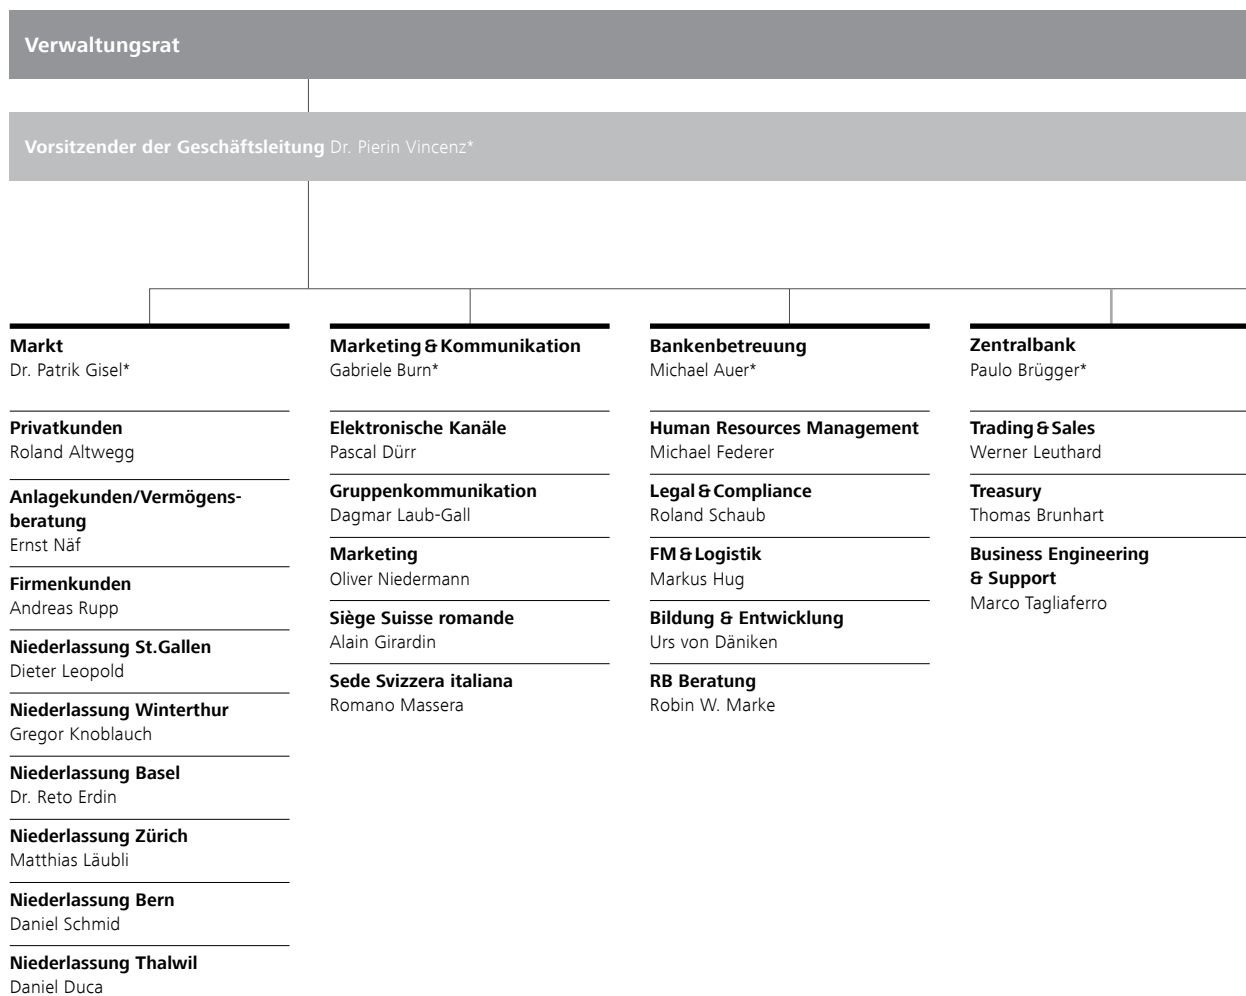 Verwaltungsrat
Vorsitzender der Geschäftsleitung Dr. Pierin Vincenz*
Markt
Dr. Patrik Gisel*
Privatkunden
Roland Altwegg
Anlagekunden/Vermögens-
beratung
Ernst Näf
Firmenkunden
Andreas Rupp
Niederlassung St.Gallen
Dieter Leopold
Niederlassung Winterthur
Gregor Knoblauch
Niederlassung Basel
Dr. Reto Erdin
Niederlassung Zürich
Matthias Läubli
Niederlassung Bern
Daniel Schmid
Niederlassung Thalwil
Daniel Duca
Marketing & Kommunikation
Gabriele Burn*
Elektronische Kanäle
Pascal Dürr
Gruppenkommunikation
Dagmar Laub-Gall
Marketing
Oliver Niedermann
Siège Suisse romande
Alain Girardin
Sede Svizzera italiana
Romano Massera
Bankenbetreuung
Michael Auer*
Human Resources Management
Michael Federer
Legal & Compliance
Roland Schaub
FM & Logistik
Markus Hug
Bildung & Entwicklung
Urs von Däniken
RB Beratung
Robin W. Marke
Zentralbank
Paulo Brügger*
Trading & Sales
Werner Leuthard
Treasury
Thomas Brunhart
Business Engineering
& Support
Marco Tagliaferro